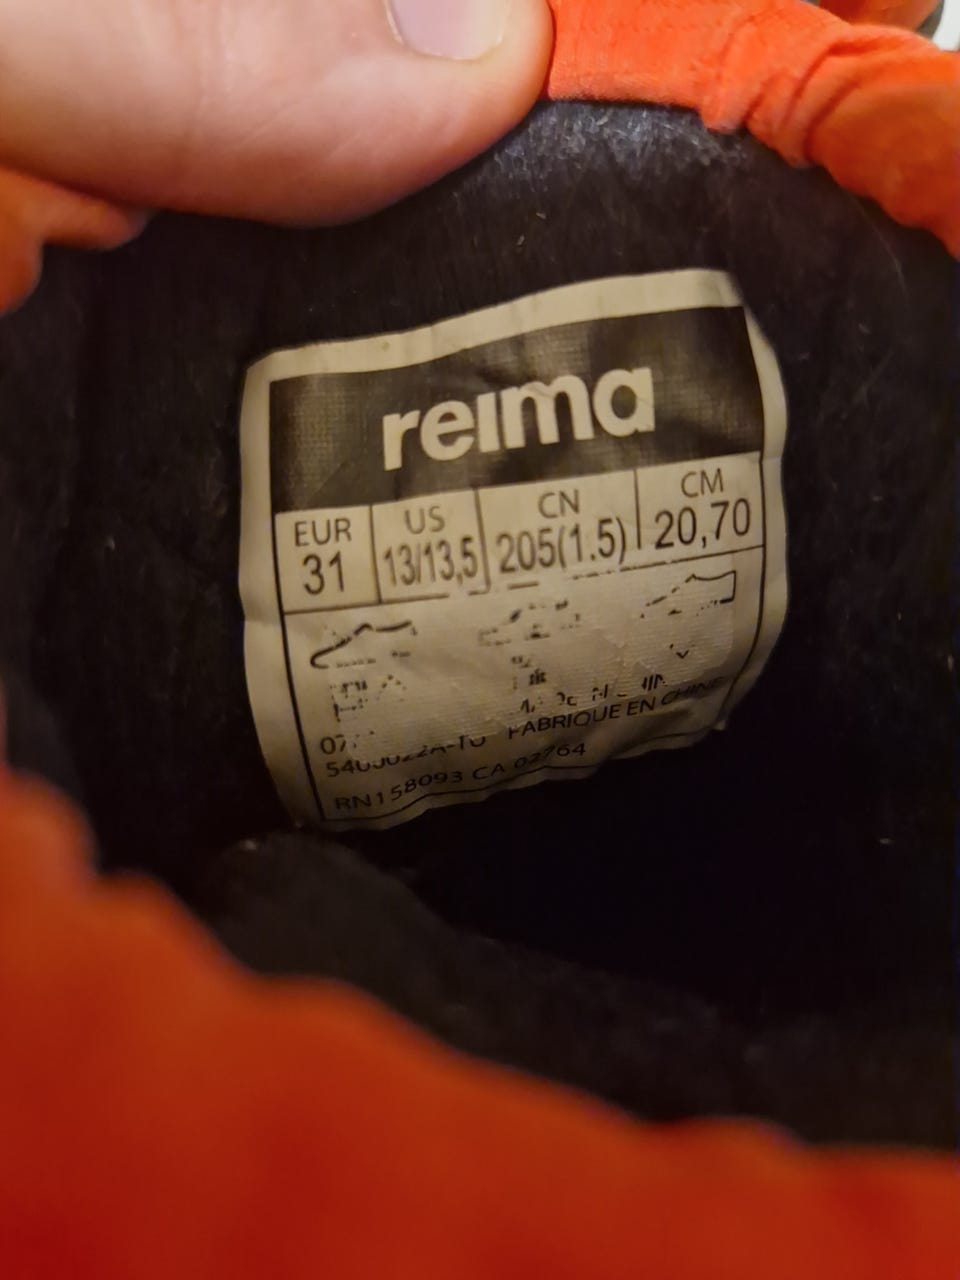 reima
EUR US CN CM
31 13/13,5 205(1.5) 20,70
FABRIQUE EN CHINE
RN158093 CA 02764